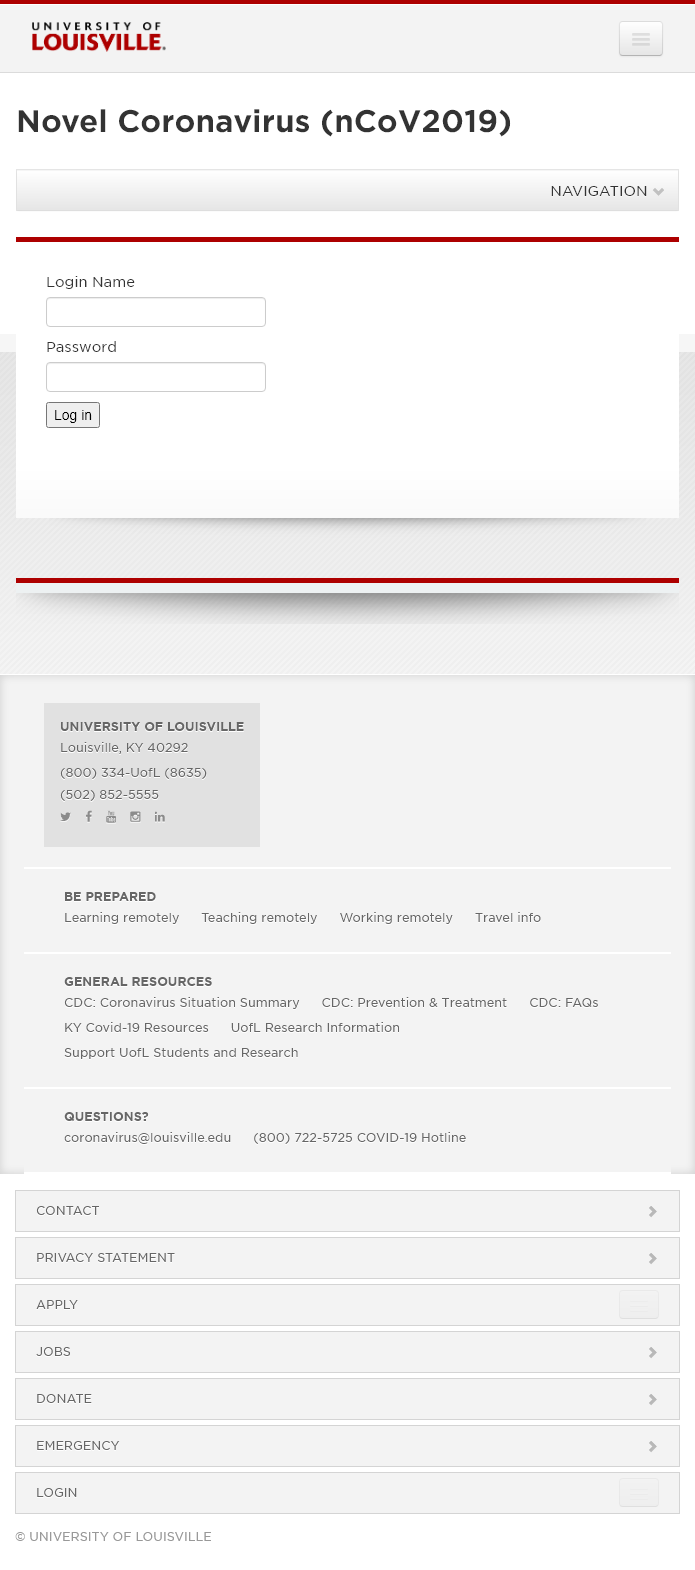 UNIVERSITY OF
LOUISVILLE.
Novel Coronavirus (nCoV2019)
NAVIGATION
Login Name
Password
Log in
UNIVERSITY OF LOUISVILLE
Louisville, KY 40292
(800) 334-UofL (8635)
(502) 852-5555
BE PREPARED
Learning remotely Teaching remotely Working remotely Travel info
GENERAL RESOURCES
CDC: Coronavirus Situation Summary CDC: Prevention & Treatment CDC: FAQs
KY Covid-19 Resources UofL Research Information
Support UofL Students and Research
QUESTIONS?
coronavirus@louisville.edu (800) 722-5725 COVID-19 Hotline
CONTACT
PRIVACY STATEMENT
APPLY
JOBS
DONATE
EMERGENCY
LOGIN
© UNIVERSITY OF LOUISVILLE